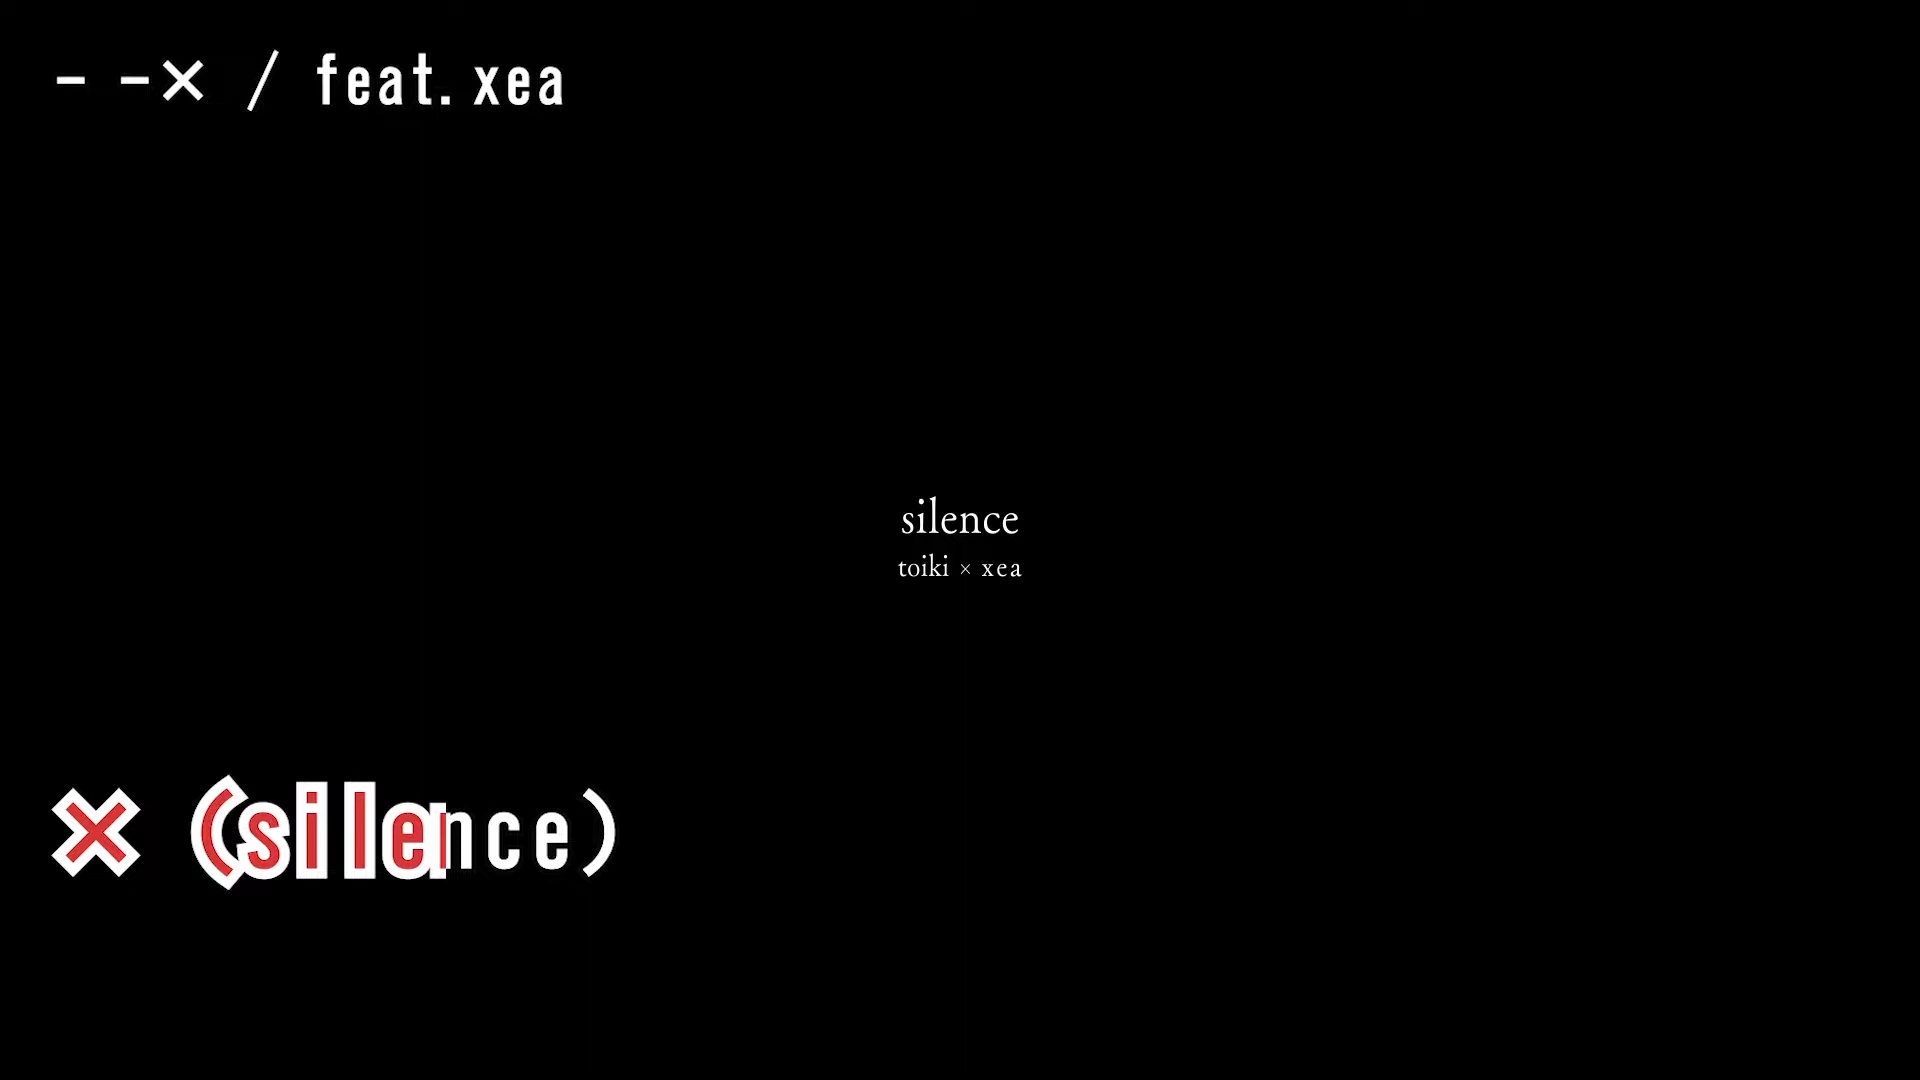 - -× / feat. xea
silence
toiki × xea
× (silence)